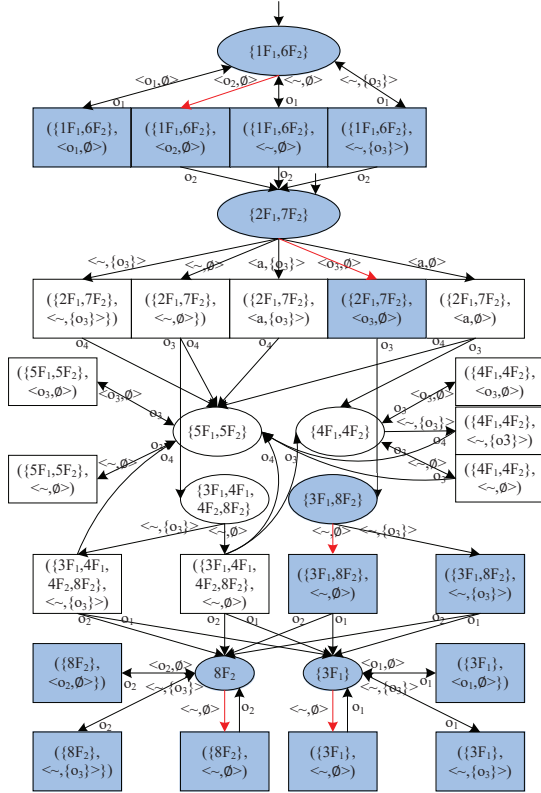 {1F₁,6F₂}
<o₁,∅>
<o₂,∅>
<~,∅>
<~,{o₃}>
o₁
o₁
o₁
({1F₁,6F₂},
<o₁,∅>)
({1F₁,6F₂},
<o₂,∅>)
({1F₁,6F₂},
<~,∅>)
({1F₁,6F₂},
<~,{o₃}>)
o₂
o₂
o₂
{2F₁,7F₂}
<~,{o₃}>
<~,∅>
<a,{o₃}>
<o₃,∅>
<a,∅>
({2F₁,7F₂},
<~,{o₃}>})
({2F₁,7F₂},
<~,∅>})
({2F₁,7F₂},
<a,{o₃}>)
({2F₁,7F₂},
<o₃,∅>)
({2F₁,7F₂},
<a,∅>)
o₄
o₃
o₄
o₄
o₃
o₄
o₃
({5F₁,5F₂},
<o₃,∅>)
<o₃,∅>
o₃
{5F₁,5F₂}
{4F₁,4F₂}
<o₃,∅>
o₃
({4F₁,4F₂},
<o₃,∅>)
<~,{o₃}>
o₄
({4F₁,4F₂},
<~,{o3}>)
o₃
<~,∅>
o₃
({4F₁,4F₂},
<~,∅>)
({5F₁,5F₂},
<~,∅>)
<~,∅>
o₃
o₄
o₄
o₃
{3F₁,4F₁,
4F₂,8F₂}
{3F₁,8F₂}
<~,{o₃}>
<~,∅>
<~,∅>
<~,{o₃}>
({3F₁,4F₁,
4F₂,8F₂},
<~,{o₃}>)
({3F₁,4F₁,
4F₂,8F₂},
<~,∅>)
({3F₁,8F₂},
<~,∅>)
({3F₁,8F₂},
<~,{o₃}>)
o₂
o₁
o₂
o₁
o₂
o₁
o₂
o₁
({8F₂},
<o₂,∅>})
<o₂,∅>
o₂
8F₂
{3F₁}
<o₁,∅>
o₁
({3F₁},
<o₁,∅>})
<~,{o₃}>
o₂
<~,∅>
o₂
<~,∅>
o₁
<~,{o₃}>
o₁
({8F₂},
<~,{o₃}>})
({8F₂},
<~,∅>)
({3F₁},
<~,∅>)
({3F₁},
<~,{o₃}>)